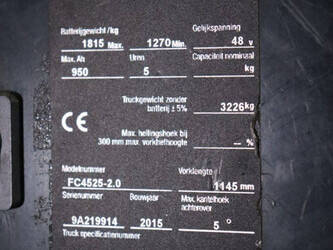 Batterijgewicht / kg Gelijkspanning
1815 Max. 1270 Min. 48 v
Max. Ah Uren Capaciteit nominaal
950 5 kg
Truckgewicht zonder
batterij ± 5% 3226kg
CE
Max. hellingshoek bij
300 mm max. vorkhefhoogte -- %
Modelnummer Vorklengte
FC4525-2.0 1145 mm
Serienummer Bouwjaar Max. kantelhoek
achterover
9A219914 2015 5 °
Truck specificatienummer